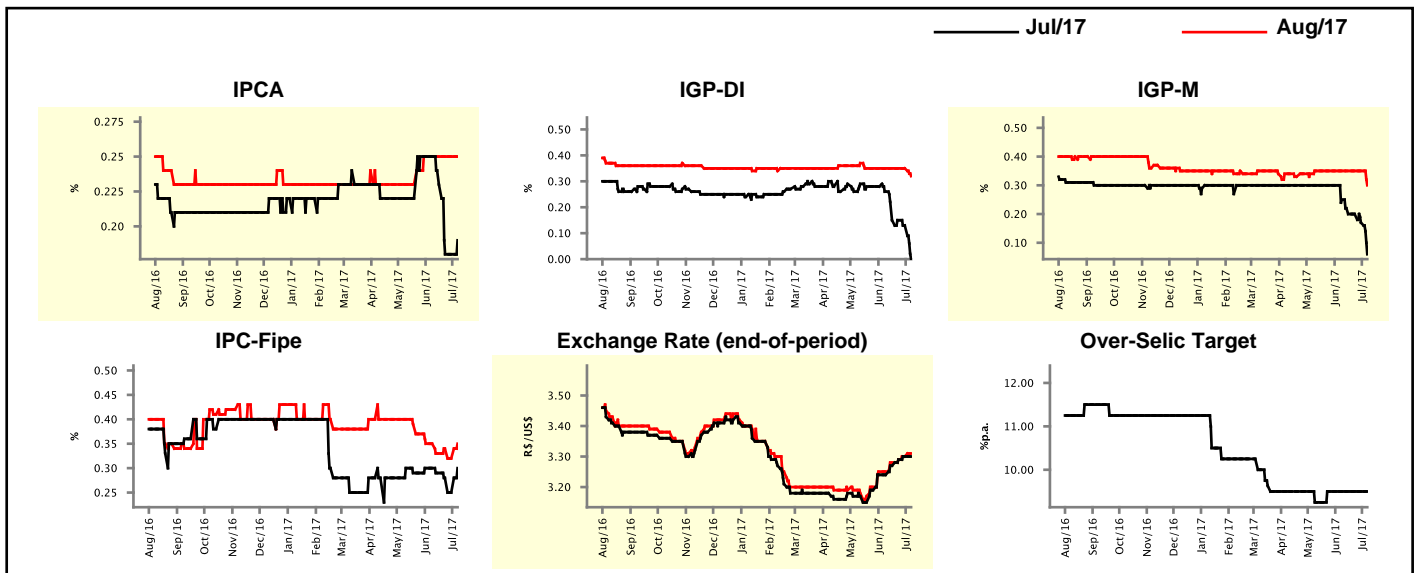 Jul/17 Aug/17
IPCA IGP-DI IGP-M
%
0.275
0.25
0.225
0.20
Aug/16 Sep/16 Oct/16 Nov/16 Dec/16 Jan/17 Feb/17 Mar/17 Apr/17 May/17 Jun/17 Jul/17
%
0.50
0.40
0.30
0.20
0.10
0.00
Aug/16 Sep/16 Oct/16 Nov/16 Dec/16 Jan/17 Feb/17 Mar/17 Apr/17 May/17 Jun/17 Jul/17
%
0.50
0.40
0.30
0.20
0.10
Aug/16 Sep/16 Oct/16 Nov/16 Dec/16 Jan/17 Feb/17 Mar/17 Apr/17 May/17 Jun/17 Jul/17
IPC-Fipe Exchange Rate (end-of-period) Over-Selic Target
%
0.50
0.45
0.40
0.35
0.30
0.25
Aug/16 Sep/16 Oct/16 Nov/16 Dec/16 Jan/17 Feb/17 Mar/17 Apr/17 May/17 Jun/17 Jul/17
R$/US$
3.50
3.40
3.30
3.20
Aug/16 Sep/16 Oct/16 Nov/16 Dec/16 Jan/17 Feb/17 Mar/17 Apr/17 May/17 Jun/17 Jul/17
%p.a.
12.00
11.00
10.00
Aug/16 Sep/16 Oct/16 Nov/16 Dec/16 Jan/17 Feb/17 Mar/17 Apr/17 May/17 Jun/17 Jul/17